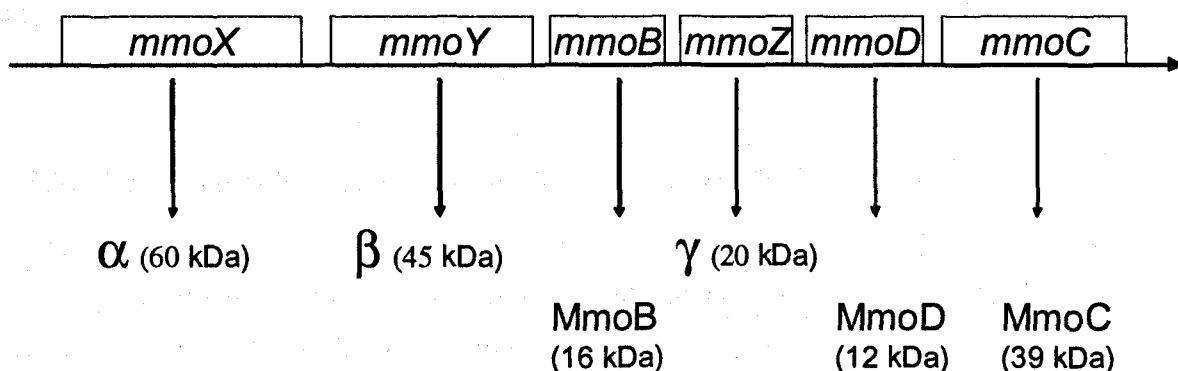 mmoX mmoY mmoB mmoZ mmoD mmoC
α (60 kDa) β (45 kDa) γ (20 kDa)
MmoB MmoD MmoC
(16 kDa) (12 kDa) (39 kDa)